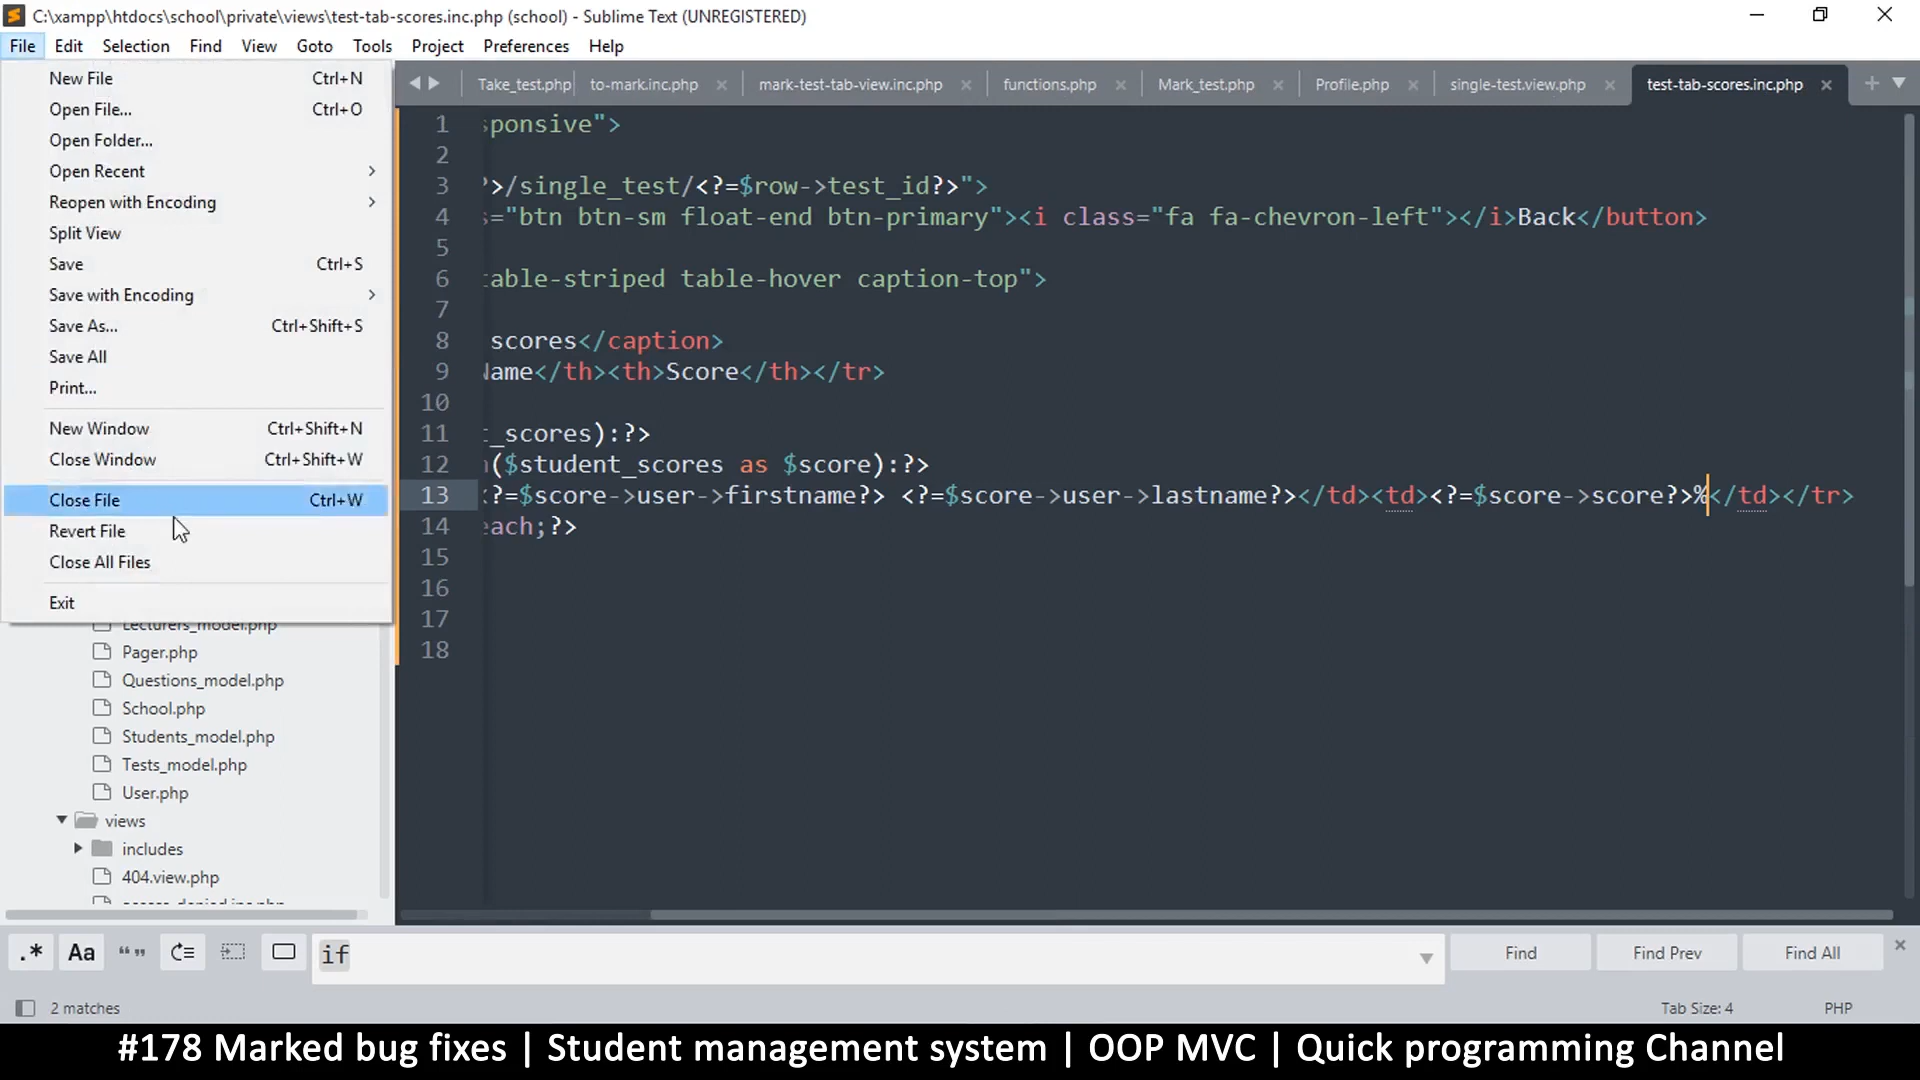 C:\xampp\htdocs\school\private\views\test-tab-scores.inc.php (school) - Sublime Text (UNREGISTERED)
File Edit Selection Find View Goto Tools Project Preferences Help
New File Ctrl+N
Open File... Ctrl+O
Open Folder...
Open Recent
Reopen with Encoding
Split View
Save Ctrl+S
Save with Encoding
Save As... Ctrl+Shift+S
Save All
Print...
New Window Ctrl+Shift+N
Close Window Ctrl+Shift+W
Close File Ctrl+W
Revert File
Close All Files
Exit
Lecturers_model.php
Pager.php
Questions_model.php
School.php
Students_model.php
Tests_model.php
User.php
views
includes
404.view.php
Take_test.php to-mark.inc.php mark-test-tab-view.inc.php functions.php Mark_test.php Profile.php single-test.view.php test-tab-scores.inc.php
1 sponsive">
2
3 ?>/single_test/<?=$row->test_id?>">
4 s="btn btn-sm float-end btn-primary"><i class="fa fa-chevron-left"></i>Back</button>
5
6 table-striped table-hover caption-top">
7
8 scores</caption>
9 Name</th><th>Score</th></tr>
10
11 t_scores):?>
12 ($student_scores as $score):?>
13 <?=$score->user->firstname?> <?=$score->user->lastname?></td><td><?=$score->score?>%</td></tr>
14 each;?>
15
16
17
18
.* Aa “” if Find Find Prev Find All
2 matches Tab Size: 4 PHP
#178 Marked bug fixes | Student management system | OOP MVC | Quick programming Channel